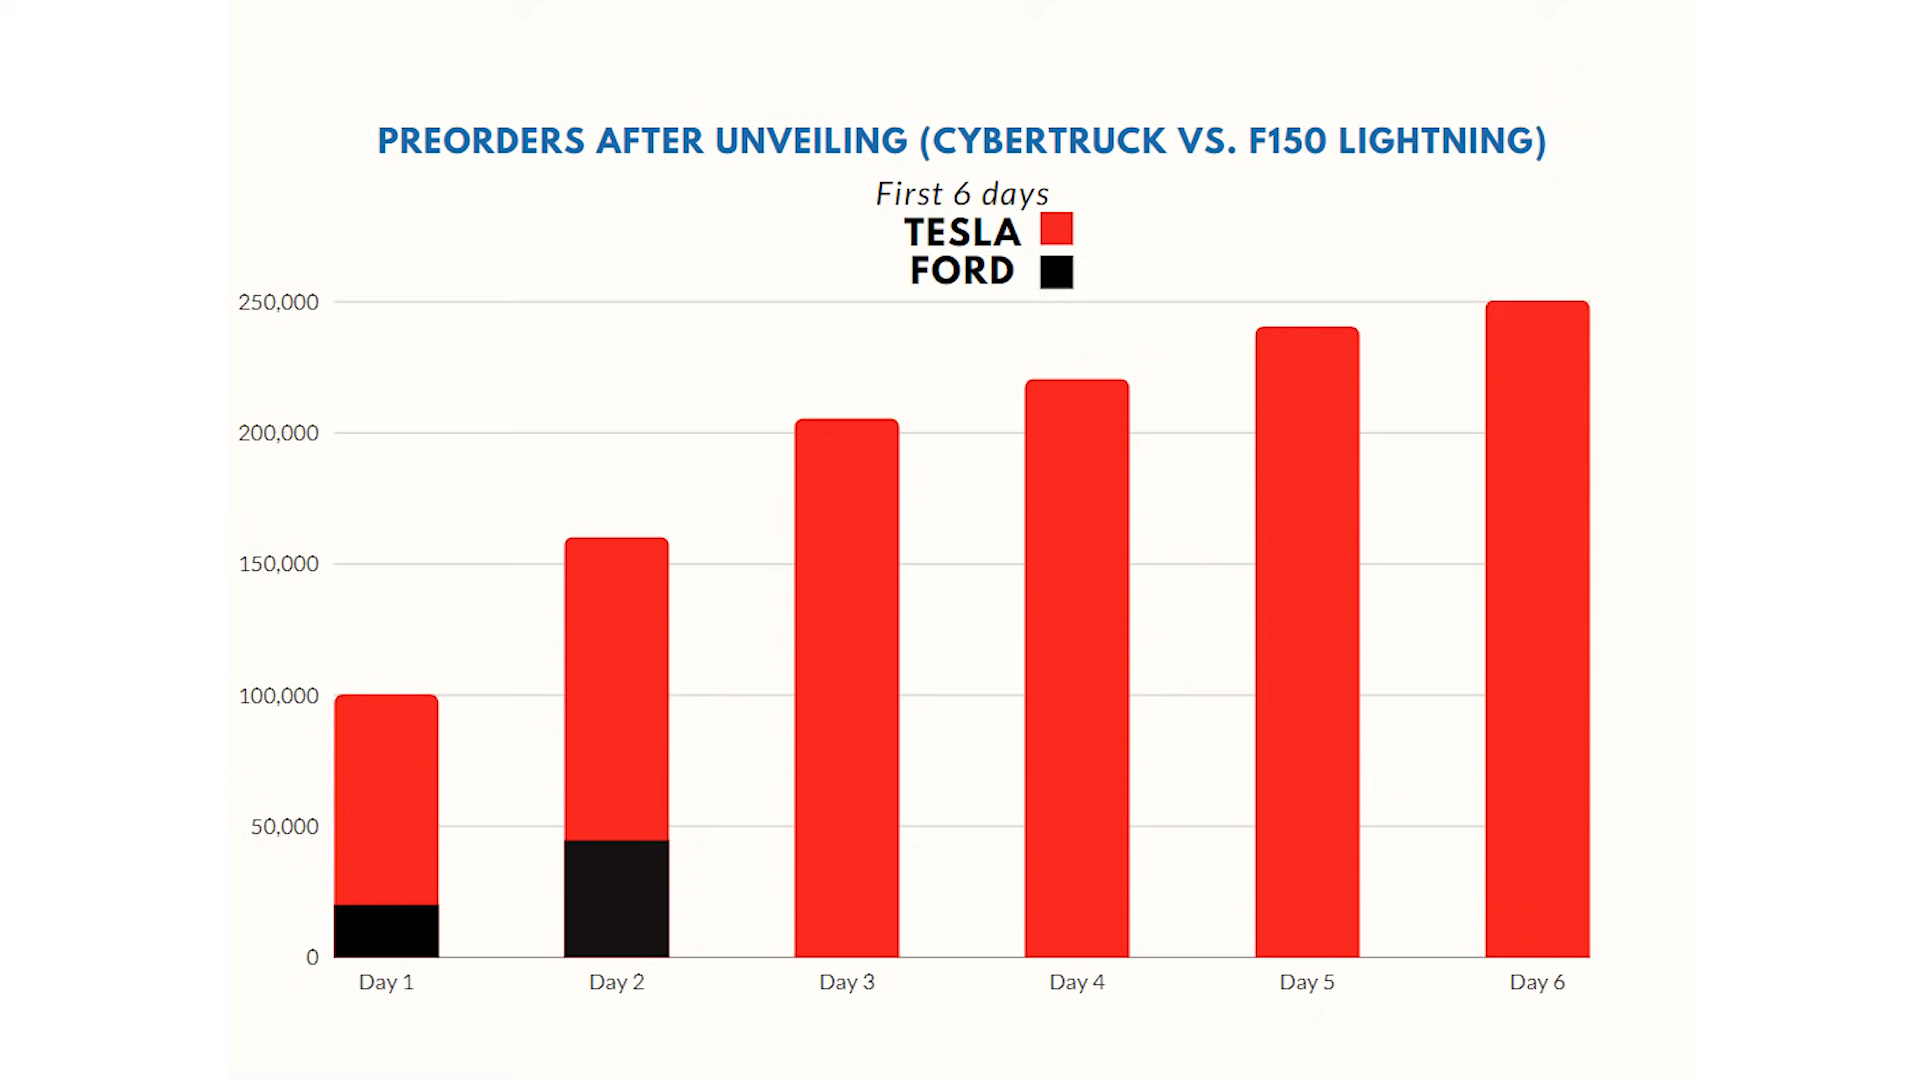 PREORDERS AFTER UNVEILING (CYBERTRUCK VS. F150 LIGHTNING)
First 6 days
TESLA
FORD
250,000
200,000
150,000
100,000
50,000
0
Day 1 Day 2 Day 3 Day 4 Day 5 Day 6